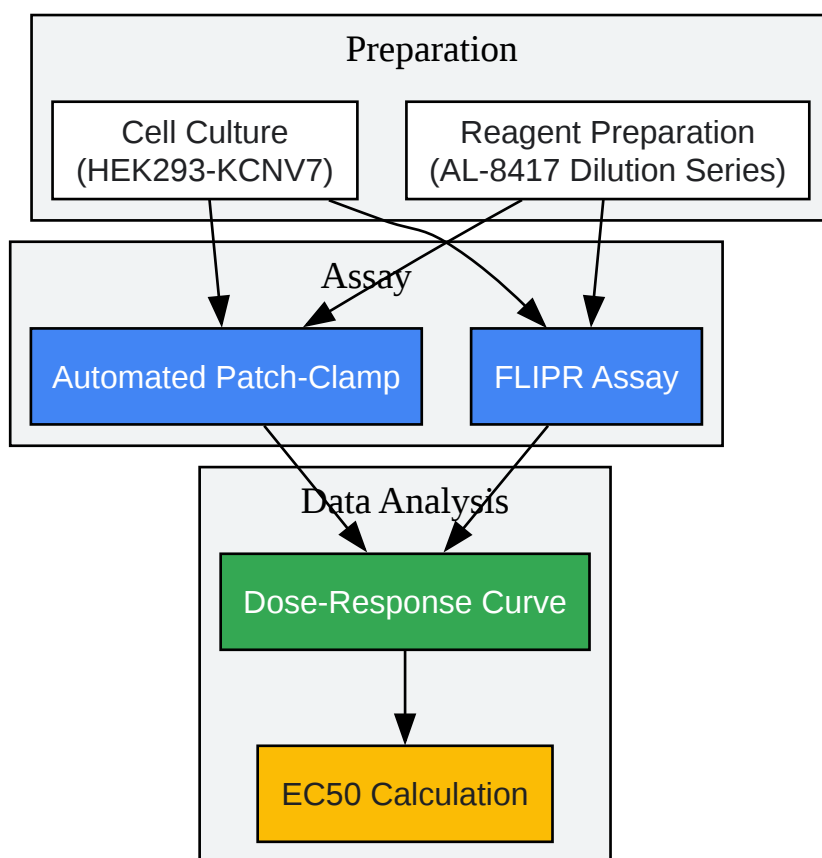 Preparation
Cell Culture
(HEK293-KCNV7)
Reagent Preparation
(AL-8417 Dilution Series)
Assay
Automated Patch-Clamp
FLIPR Assay
Data Analysis
Dose-Response Curve
EC50 Calculation